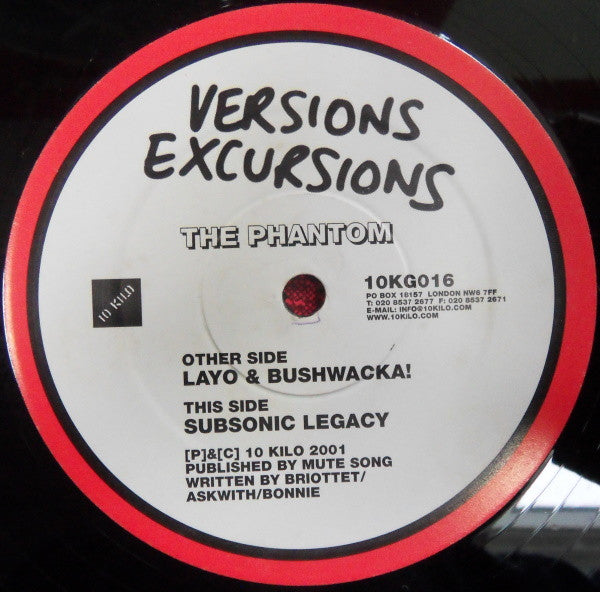 VERSIONS
EXCURSIONS
THE PHANTOM
10 KILO
10KG016
PO BOX 16157 LONDON NW6 7FF
T: 020 8537 2677 F: 020 8537 2671
E-MAIL: INFO@10KILO.COM
WWW.10KILO.COM
OTHER SIDE
LAYO & BUSHWACKA!
THIS SIDE
SUBSONIC LEGACY
[P]&[C] 10 KILO 2001
PUBLISHED BY MUTE SONG
WRITTEN BY BRIOTTET/
ASKWITH/BONNIE